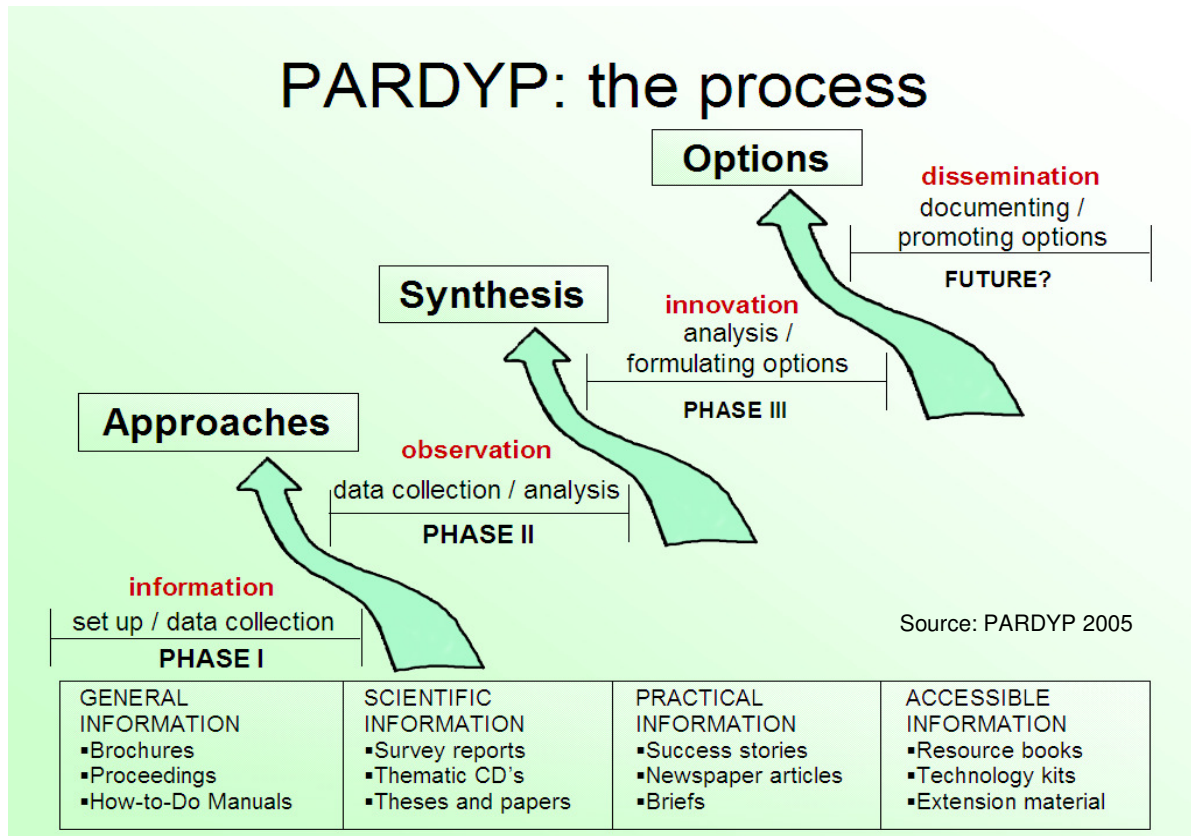 PARDYP: the process
Options
dissemination
documenting /
promoting options
FUTURE?
Synthesis
innovation
analysis /
formulating options
PHASE III
Approaches
observation
data collection / analysis
PHASE II
information
set up / data collection
PHASE I
Source: PARDYP 2005
GENERAL
INFORMATION
▪Brochures
▪Proceedings
▪How-to-Do Manuals
SCIENTIFIC
INFORMATION
▪Survey reports
▪Thematic CD's
▪Theses and papers
PRACTICAL
INFORMATION
▪Success stories
▪Newspaper articles
▪Briefs
ACCESSIBLE
INFORMATION
▪Resource books
▪Technology kits
▪Extension material